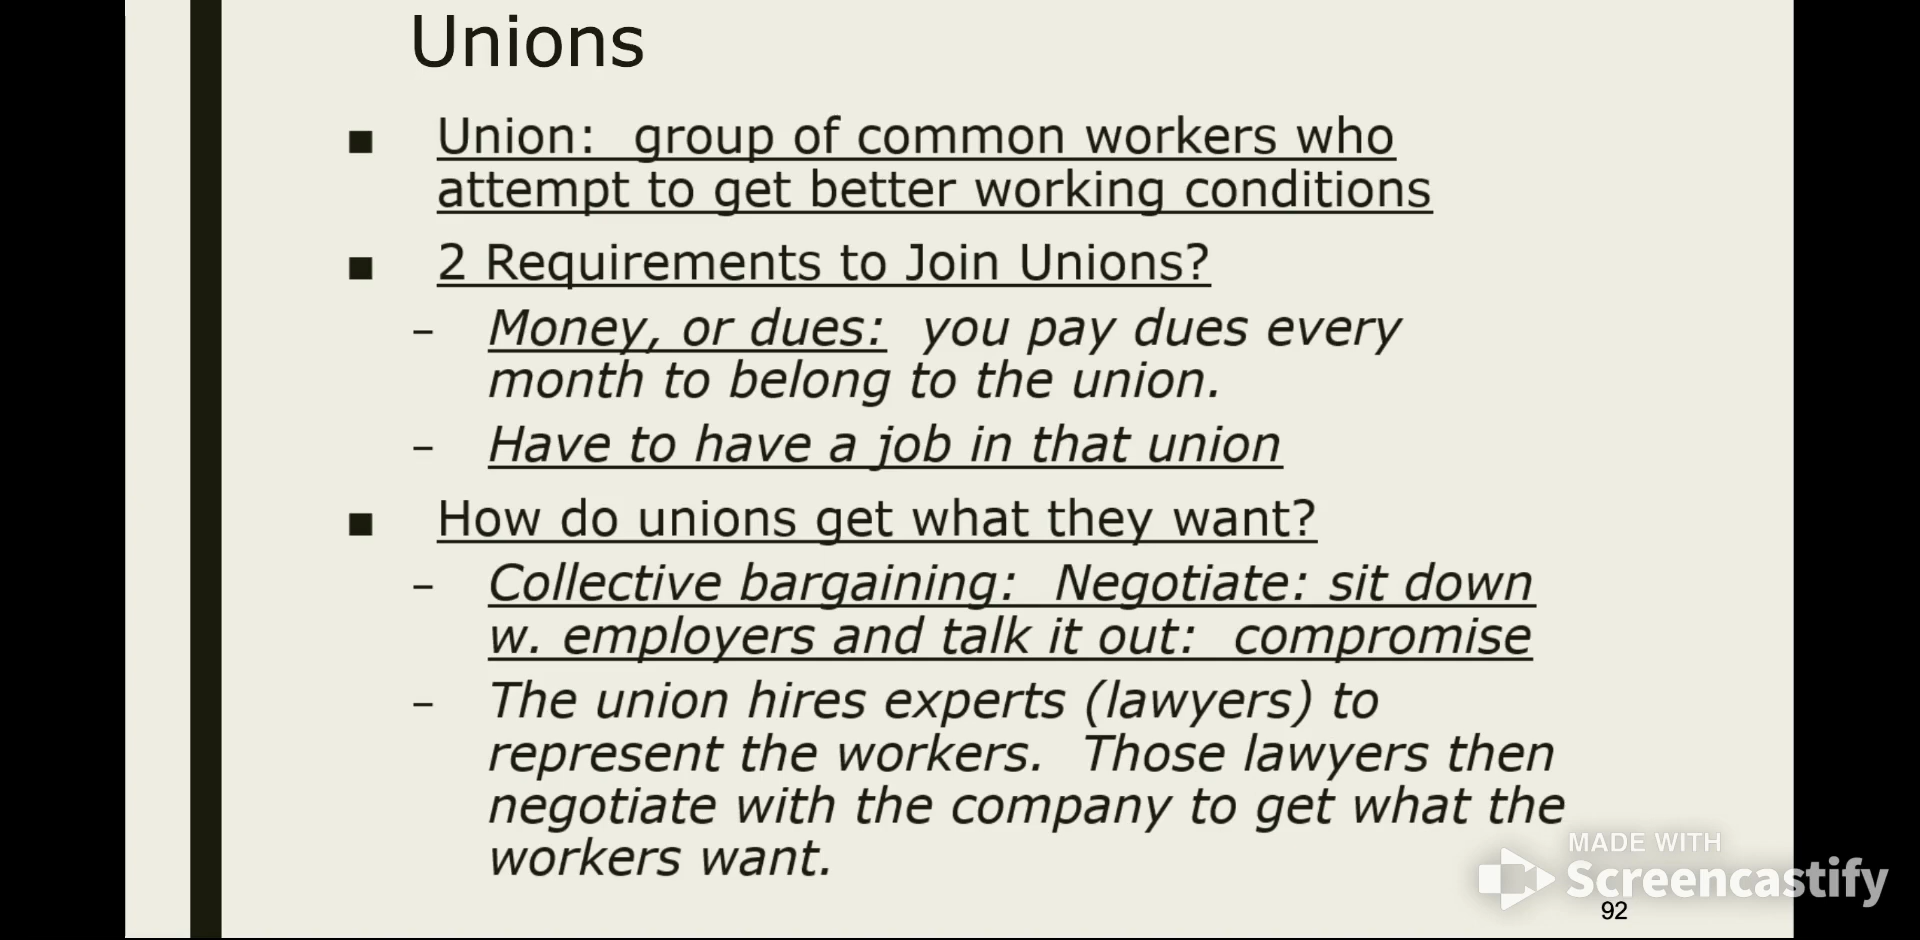 Unions
■ Union:  group of common workers who
attempt to get better working conditions
■ 2 Requirements to Join Unions?
– Money, or dues:  you pay dues every
month to belong to the union.
– Have to have a job in that union
■ How do unions get what they want?
– Collective bargaining:  Negotiate: sit down
w. employers and talk it out:  compromise
– The union hires experts (lawyers) to
represent the workers.  Those lawyers then
negotiate with the company to get what the
workers want.
MADE WITH
Screencastify
92